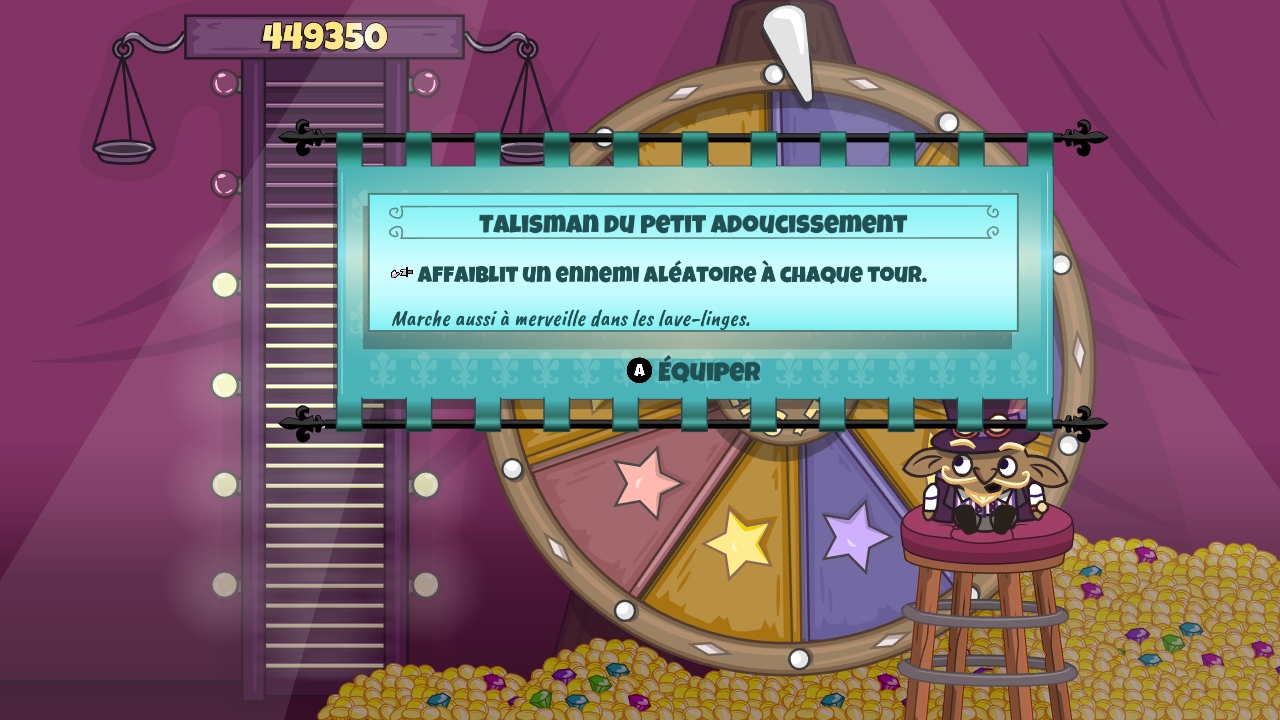 449350
Talisman du petit adoucissement
Affaiblit un ennemi aléatoire à chaque tour.
Marche aussi à merveille dans les lave-linges.
A Équiper